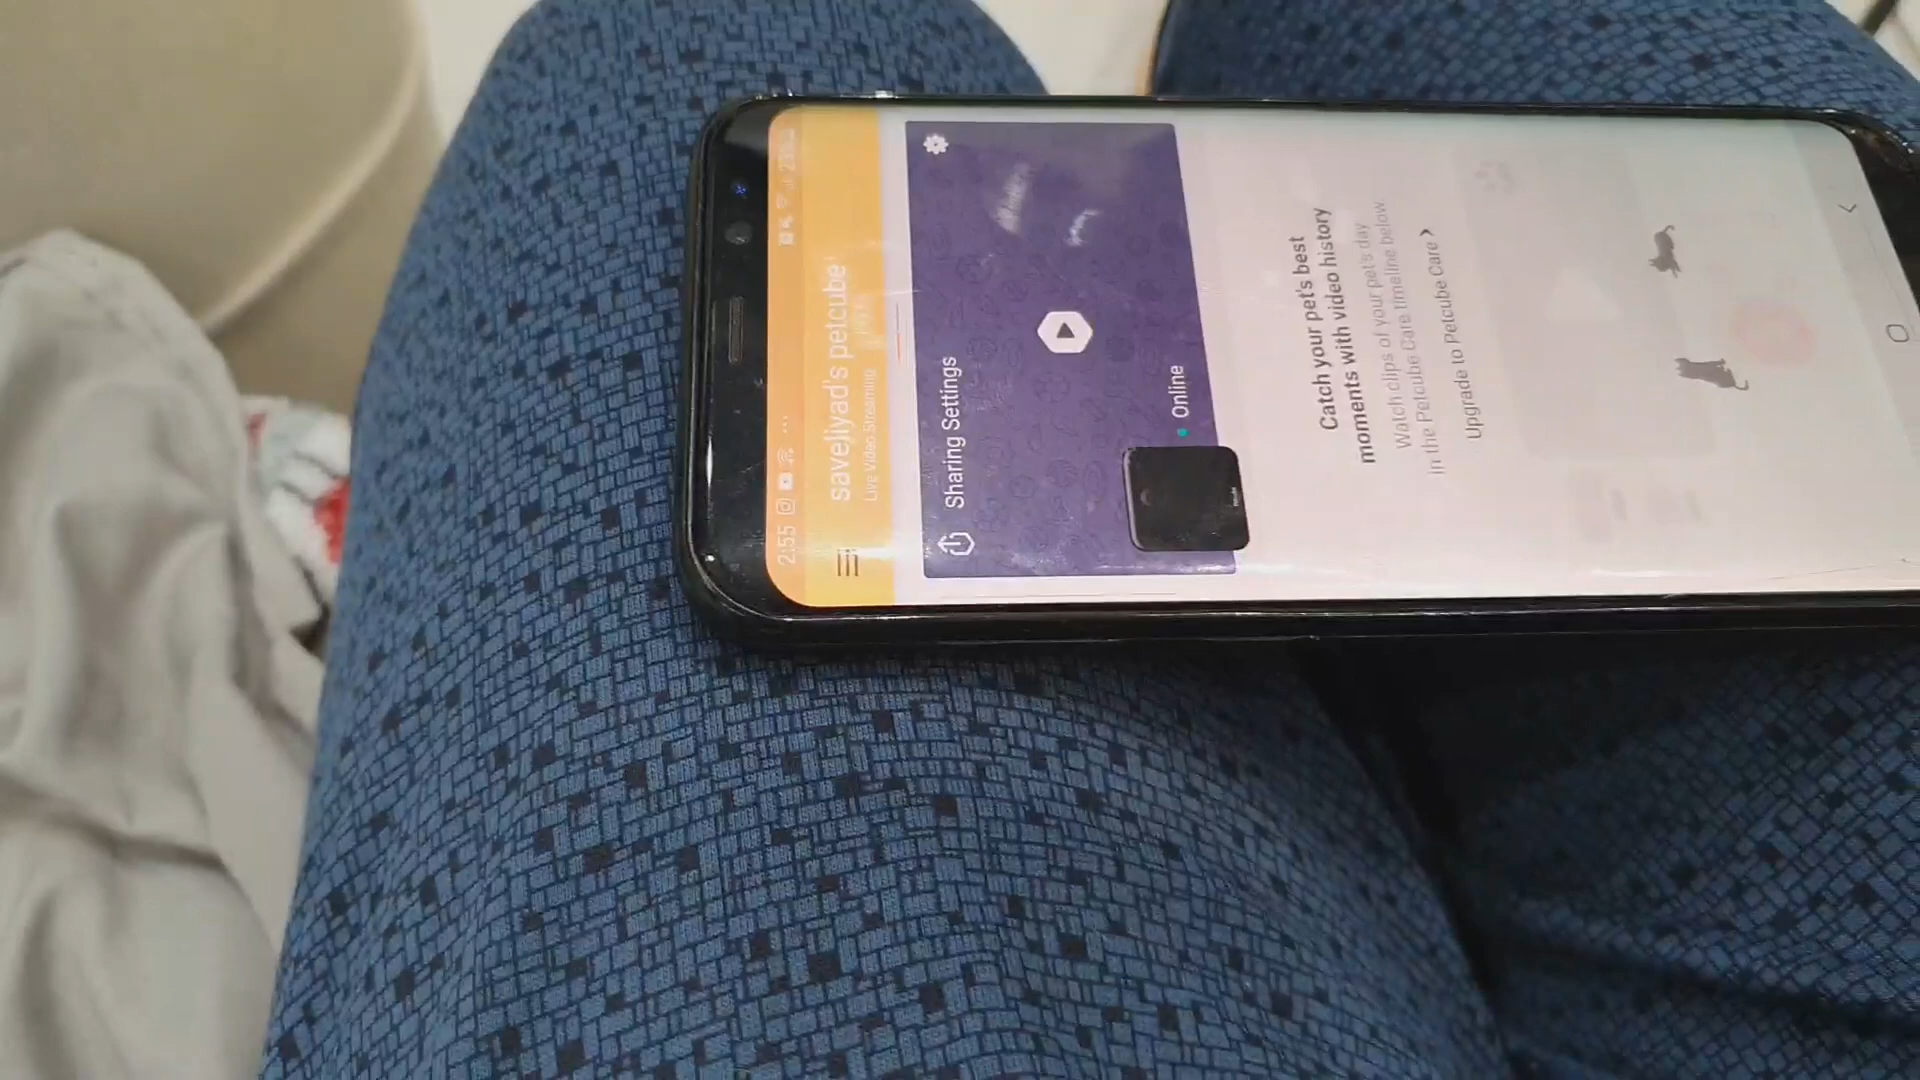 2:55
saveliyad's petcube
Live Video Streaming
Sharing Settings
Online
Catch your pet's best
moments with video history
Watch clips of your pet's day
in the Petcube Care timeline below
Upgrade to Petcube Care >